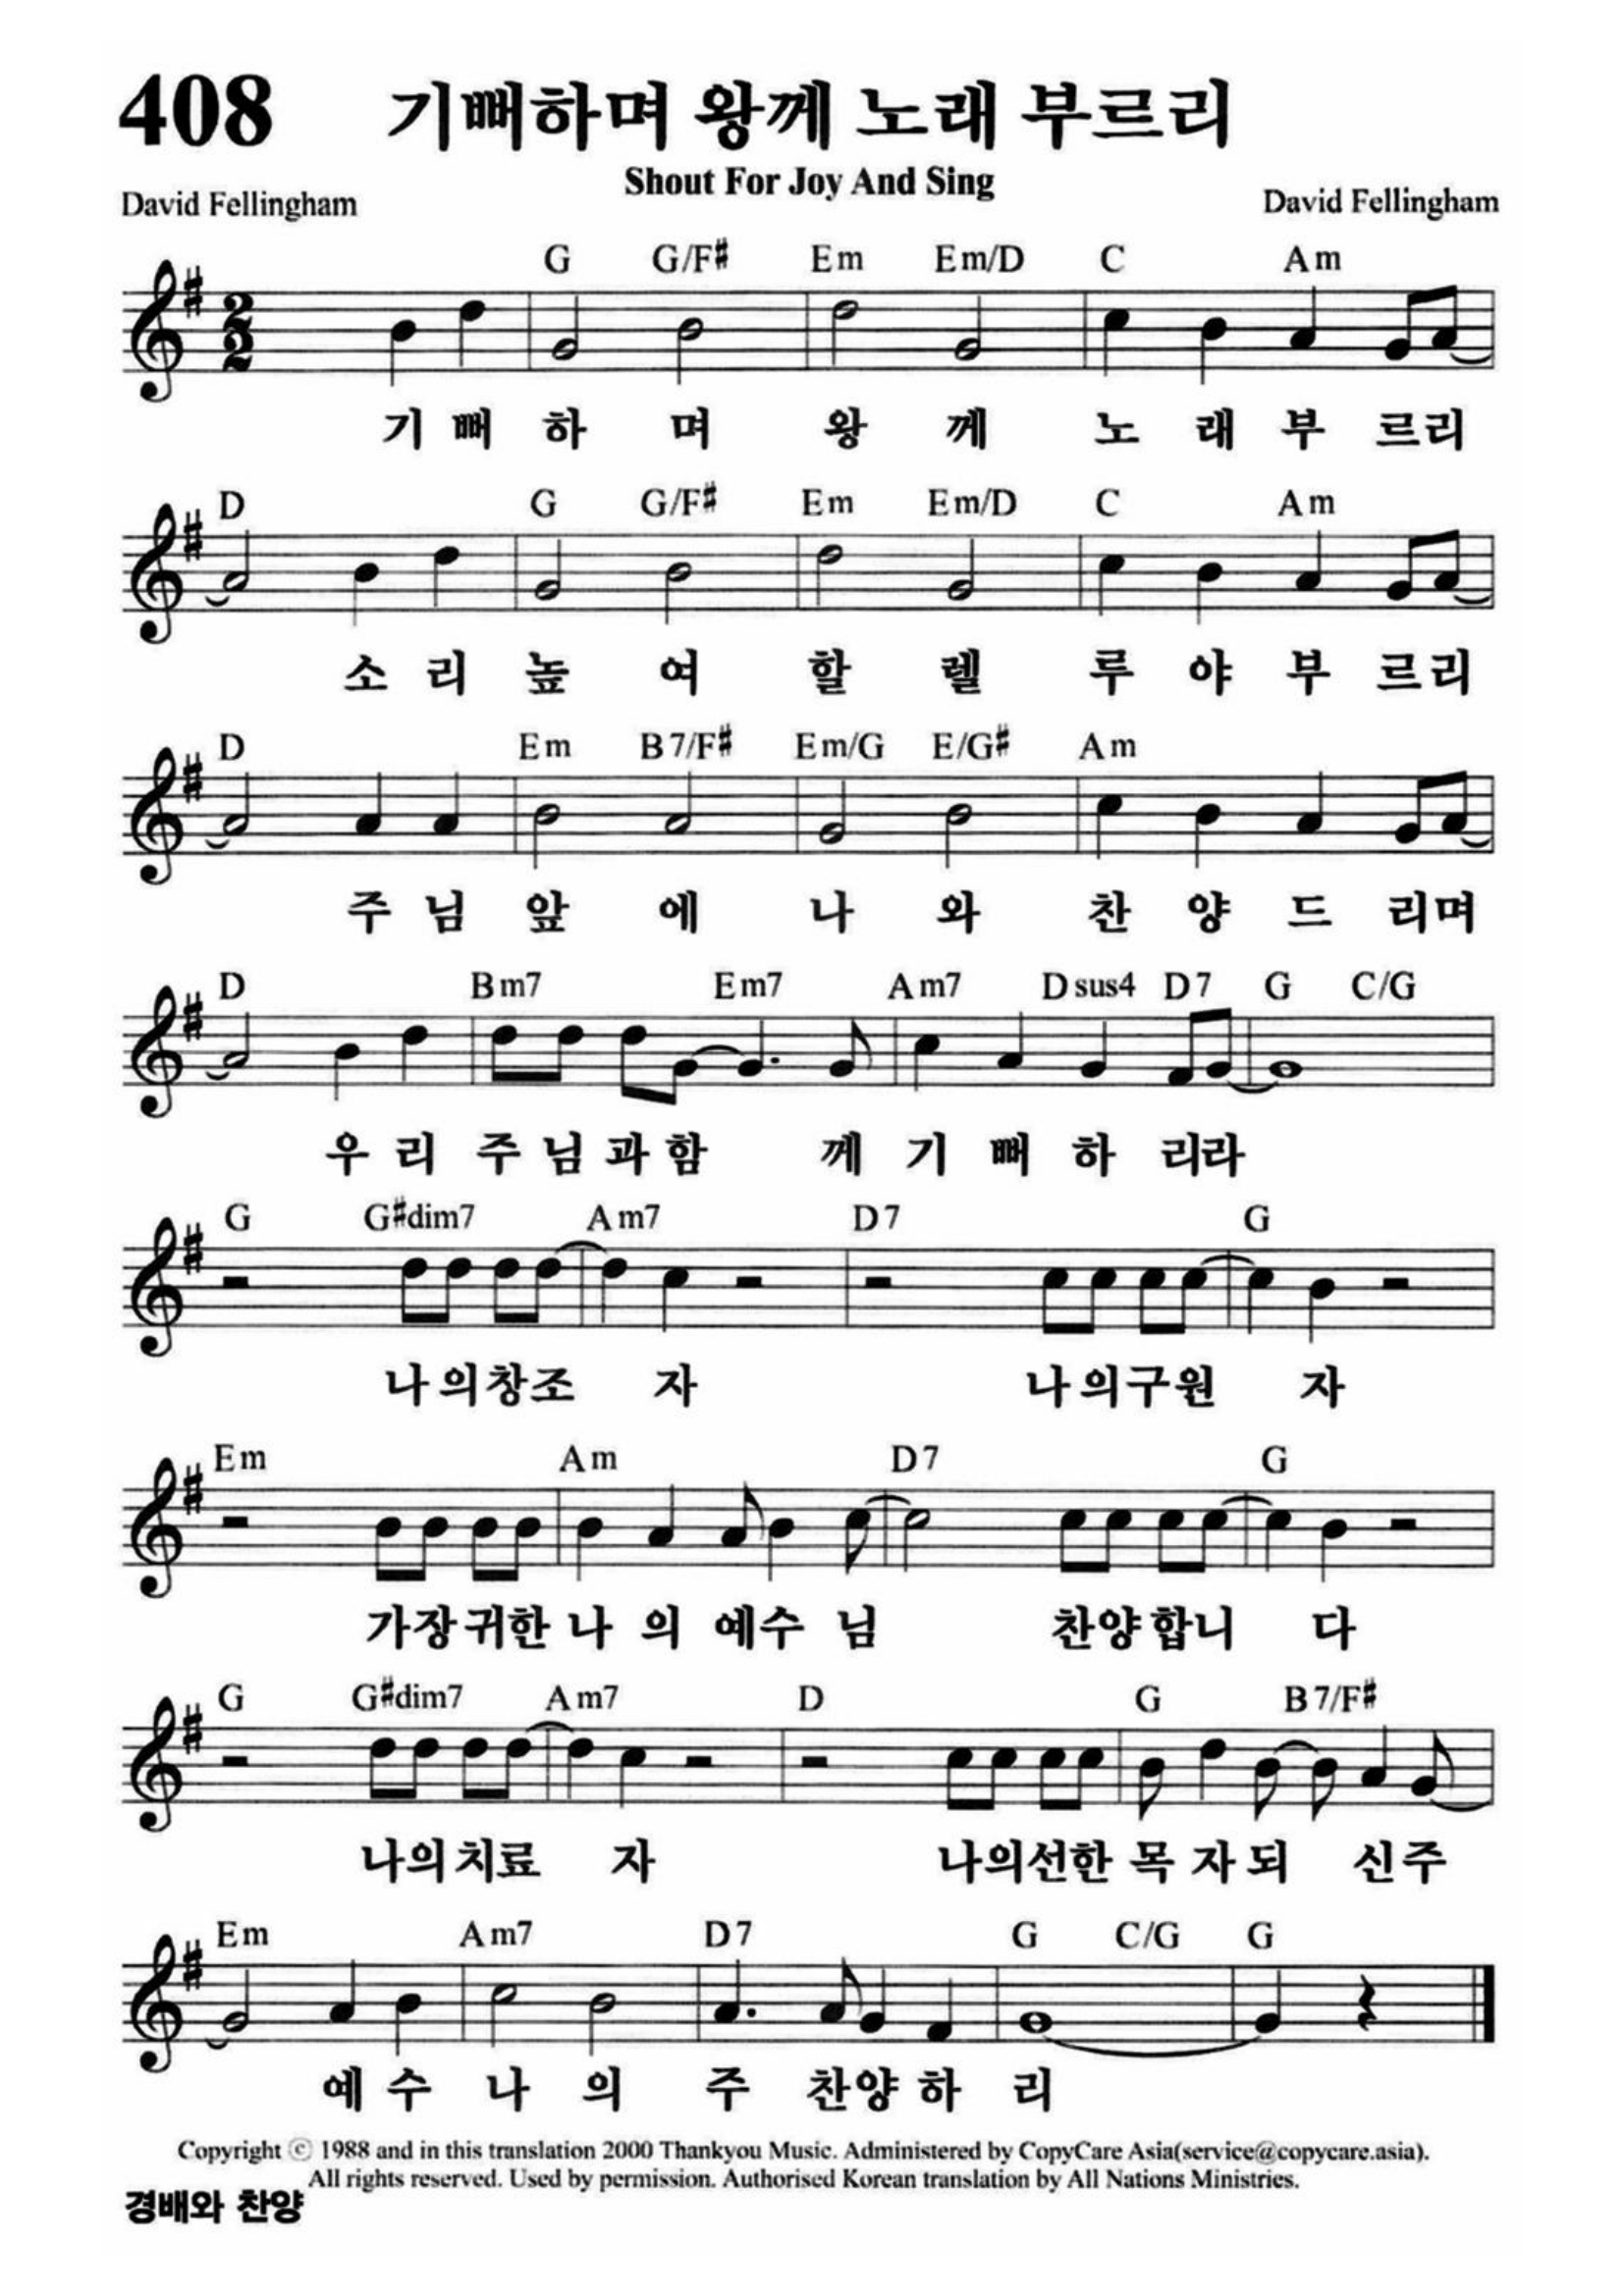 408 기뻐하며 왕께 노래 부르리
Shout For Joy And Sing
David Fellingham David Fellingham
G G/F# Em Em/D C Am
기 뻐 하 며 왕 께 노 래 부 르리
D G G/F# Em Em/D C Am
소 리 높 여 할 렐 루 야 부 르리
D Em B7/F# Em/G E/G# Am
주 님 앞 에 나 와 찬 양 드 리며
D Bm7 Em7 Am7 Dsus4 D7 G C/G
우 리 주 님 과 함 께 기 뻐 하 리라
G G#dim7 Am7 D7 G
나의창조 자 나의구원 자
Em Am D7 G
가장귀한 나 의 예수 님 찬양합니 다
G G#dim7 Am7 D G B7/F#
나의치료 자 나의선한 목 자되 신주
Em Am7 D7 G C/G G
예 수 나 의 주 찬양 하 리
Copyright ⓒ 1988 and in this translation 2000 Thankyou Music. Administered by CopyCare Asia(service@copycare.asia).
All rights reserved. Used by permission. Authorised Korean translation by All Nations Ministries.
경배와 찬양